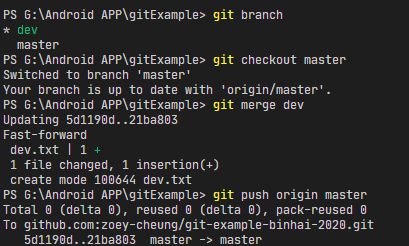 PS G:\Android APP\gitExample> git branch
* dev
  master
PS G:\Android APP\gitExample> git checkout master
Switched to branch 'master'
Your branch is up to date with 'origin/master'.
PS G:\Android APP\gitExample> git merge dev
Updating 5d1190d..21ba803
Fast-forward
 dev.txt | 1 +
 1 file changed, 1 insertion(+)
 create mode 100644 dev.txt
PS G:\Android APP\gitExample> git push origin master
Total 0 (delta 0), reused 0 (delta 0), pack-reused 0
To github.com:zoey-cheung/git-example-binhai-2020.git
   5d1190d..21ba803  master -> master